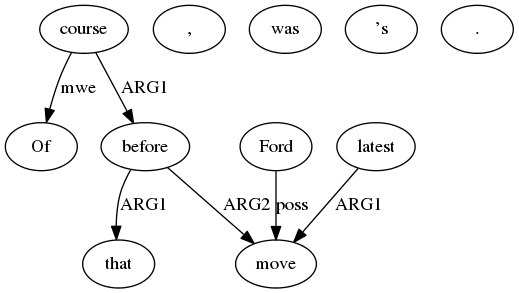 course , was 's .
mwe ARG1
Of before Ford latest
ARG1 ARG2 poss ARG1
that move